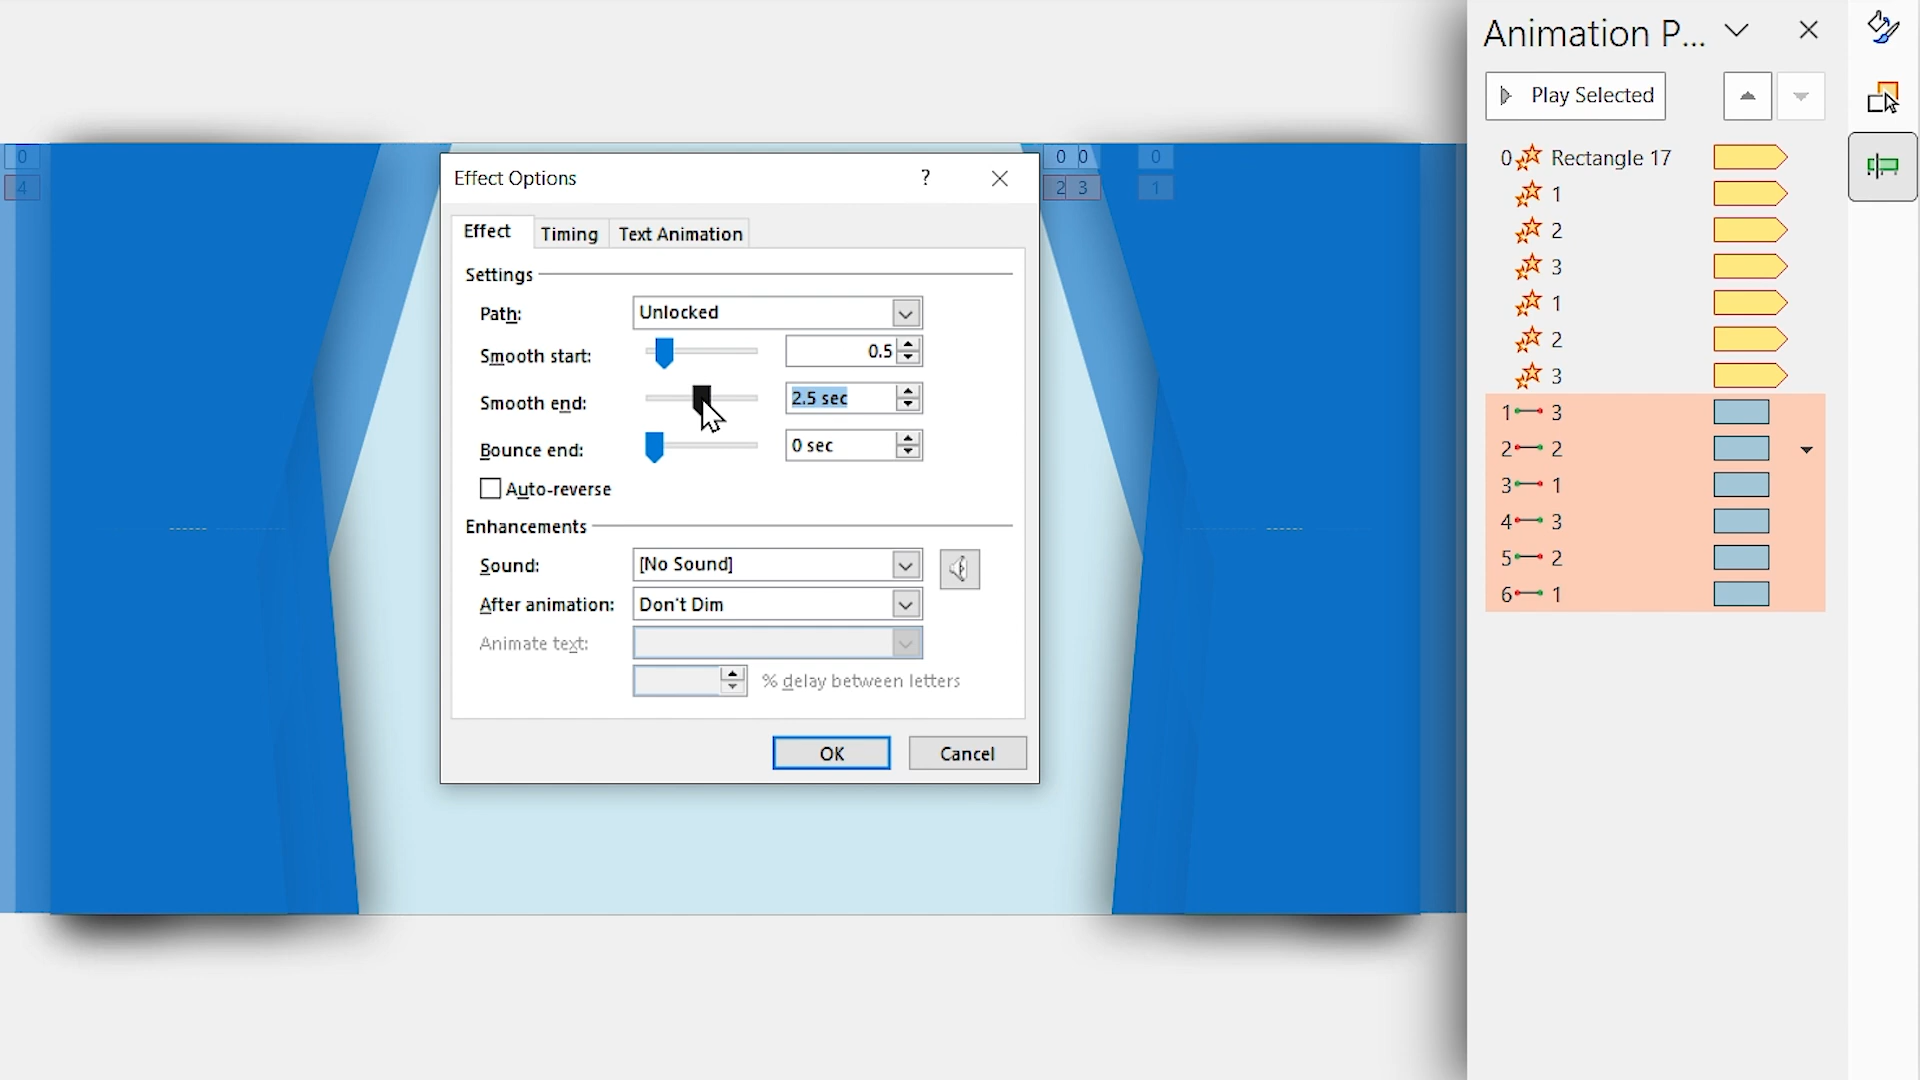 Animation P...
Play Selected
0 Rectangle 17
1
2
3
1
2
3
1 3
2 2
3 1
4 3
5 2
6 1
0
4
0 0
2 3
0
1
Effect Options
?
Effect
Timing
Text Animation
Settings
Path: Unlocked
Smooth start: 0.5
Smooth end: 2.5 sec
Bounce end: 0 sec
Auto-reverse
Enhancements
Sound: [No Sound]
After animation: Don't Dim
Animate text:
% delay between letters
OK
Cancel